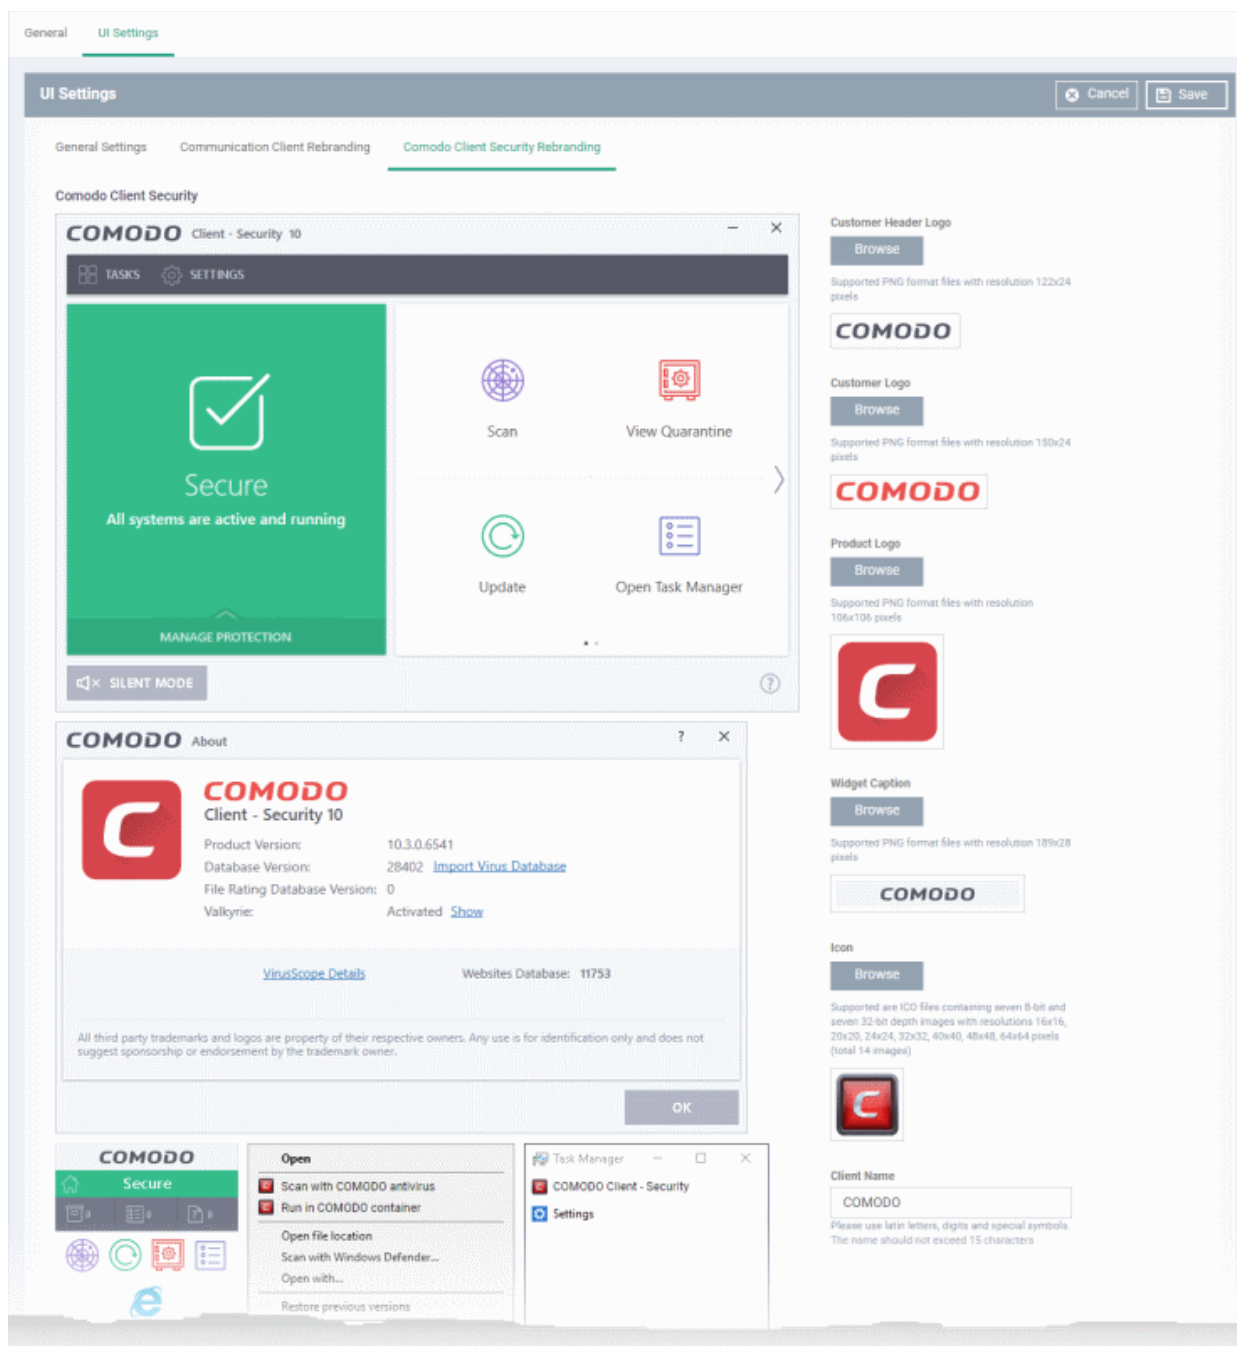 General UI Settings
UI Settings
Cancel Save
General Settings Communication Client Rebranding Comodo Client Security Rebranding
Comodo Client Security
COMODO Client - Security 10
TASKS SETTINGS
Secure
All systems are active and running
MANAGE PROTECTION
Scan
View Quarantine
Update
Open Task Manager
SILENT MODE
?
COMODO About
?
COMODO
Client - Security 10
Product Version: 10.3.0.6541
Database Version: 28402 Import Virus Database
File Rating Database Version: 0
Valkyrie: Activated Show
VirusScope Details Websites Database: 11753
All third party trademarks and logos are property of their respective owners. Any use is for identification only and does not
suggest sponsorship or endorsement by the trademark owner.
OK
COMODO
Secure
0 0 ? 0
Open
Scan with COMODO antivirus
Run in COMODO container
Open file location
Scan with Windows Defender...
Open with...
Restore previous versions
Task Manager
COMODO Client - Security
Settings
Customer Header Logo
Browse
Supported PNG format files with resolution 122x24
pixels
COMODO
Customer Logo
Browse
Supported PNG format files with resolution 150x24
pixels
COMODO
Product Logo
Browse
Supported PNG format files with resolution
106x106 pixels
C
Widget Caption
Browse
Supported PNG format files with resolution 189x28
pixels
COMODO
Icon
Browse
Supported are ICO files containing seven 8-bit and
seven 32-bit depth images with resolutions 16x16,
20x20, 24x24, 32x32, 40x40, 48x48, 64x64 pixels
(total 14 images)
C
Client Name
COMODO
Please use latin letters, digits and special symbols.
The name should not exceed 15 characters